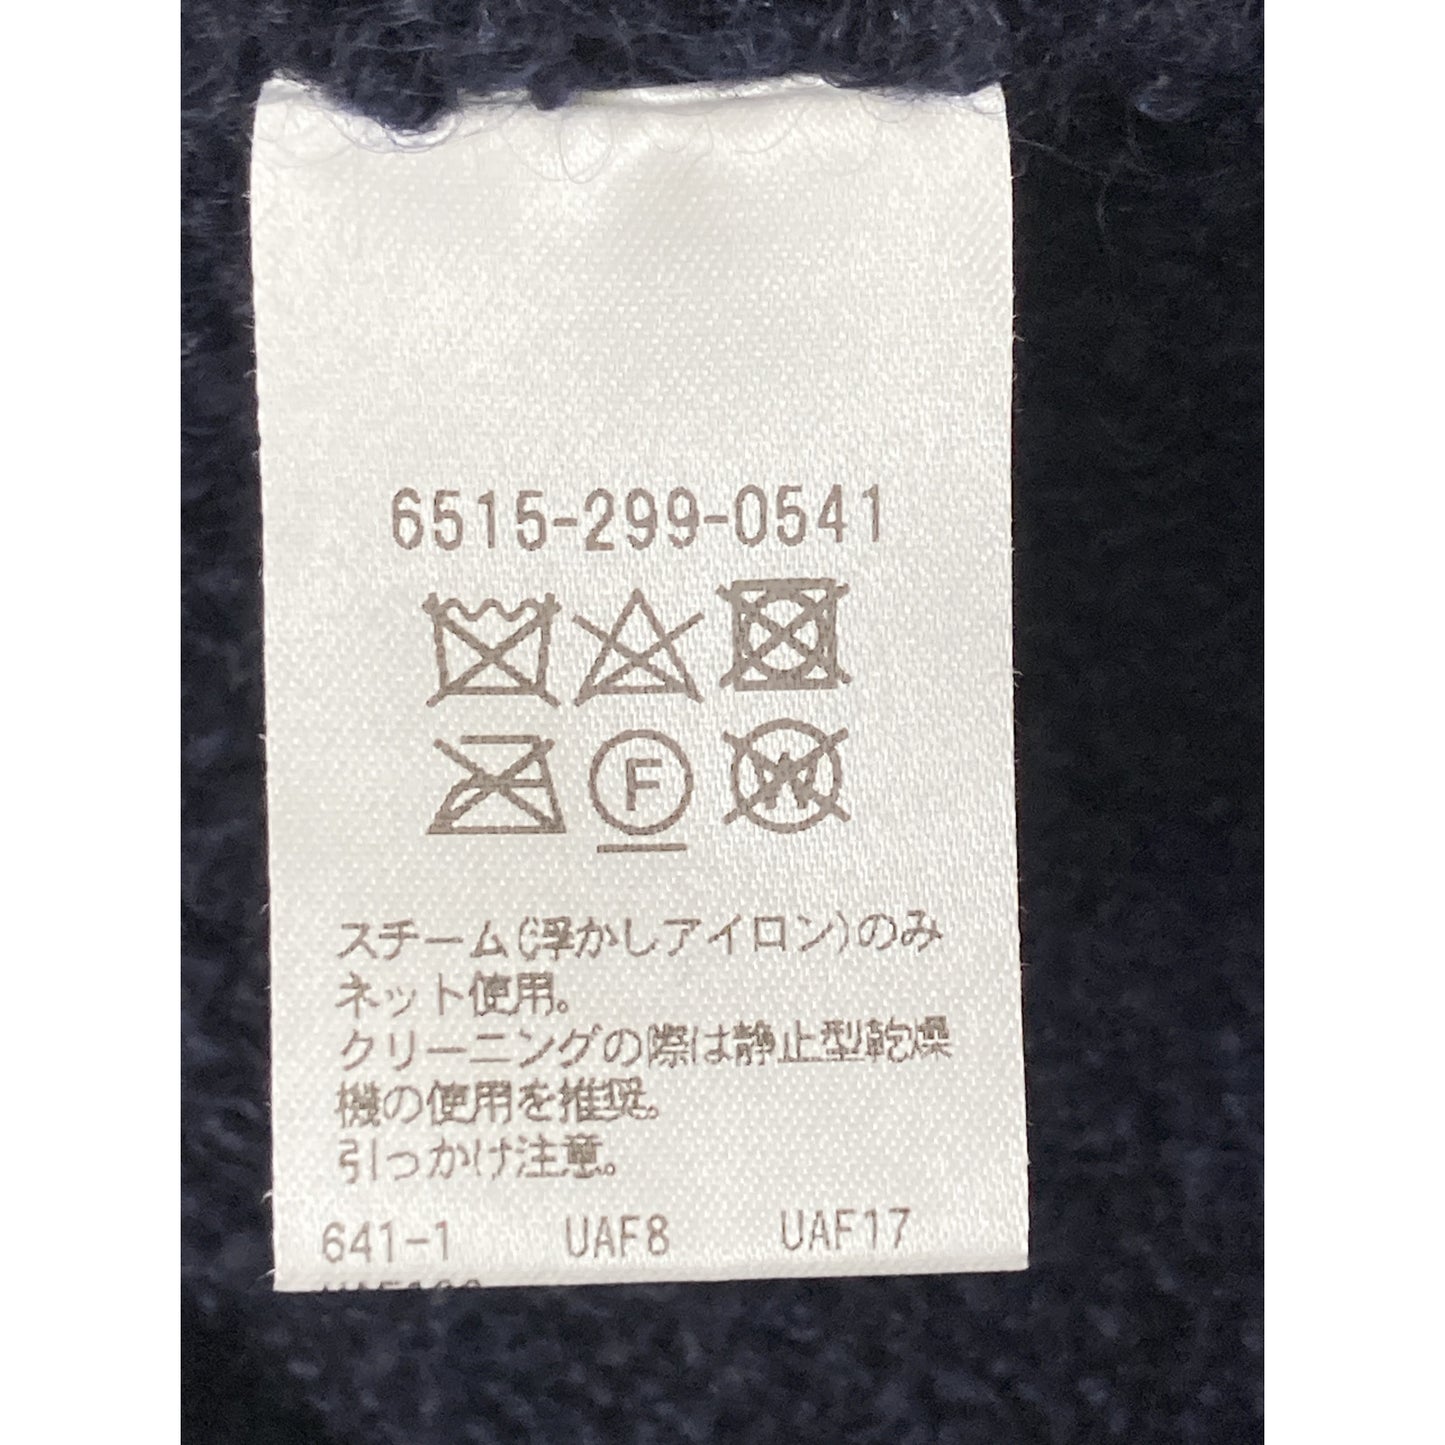 6515-299-0541
F W
スチーム(浮かしアイロン)のみ
ネット使用。
クリーニングの際は静止型乾燥
機の使用を推奨。
引っかけ注意。
641-1 UAF8 UAF17